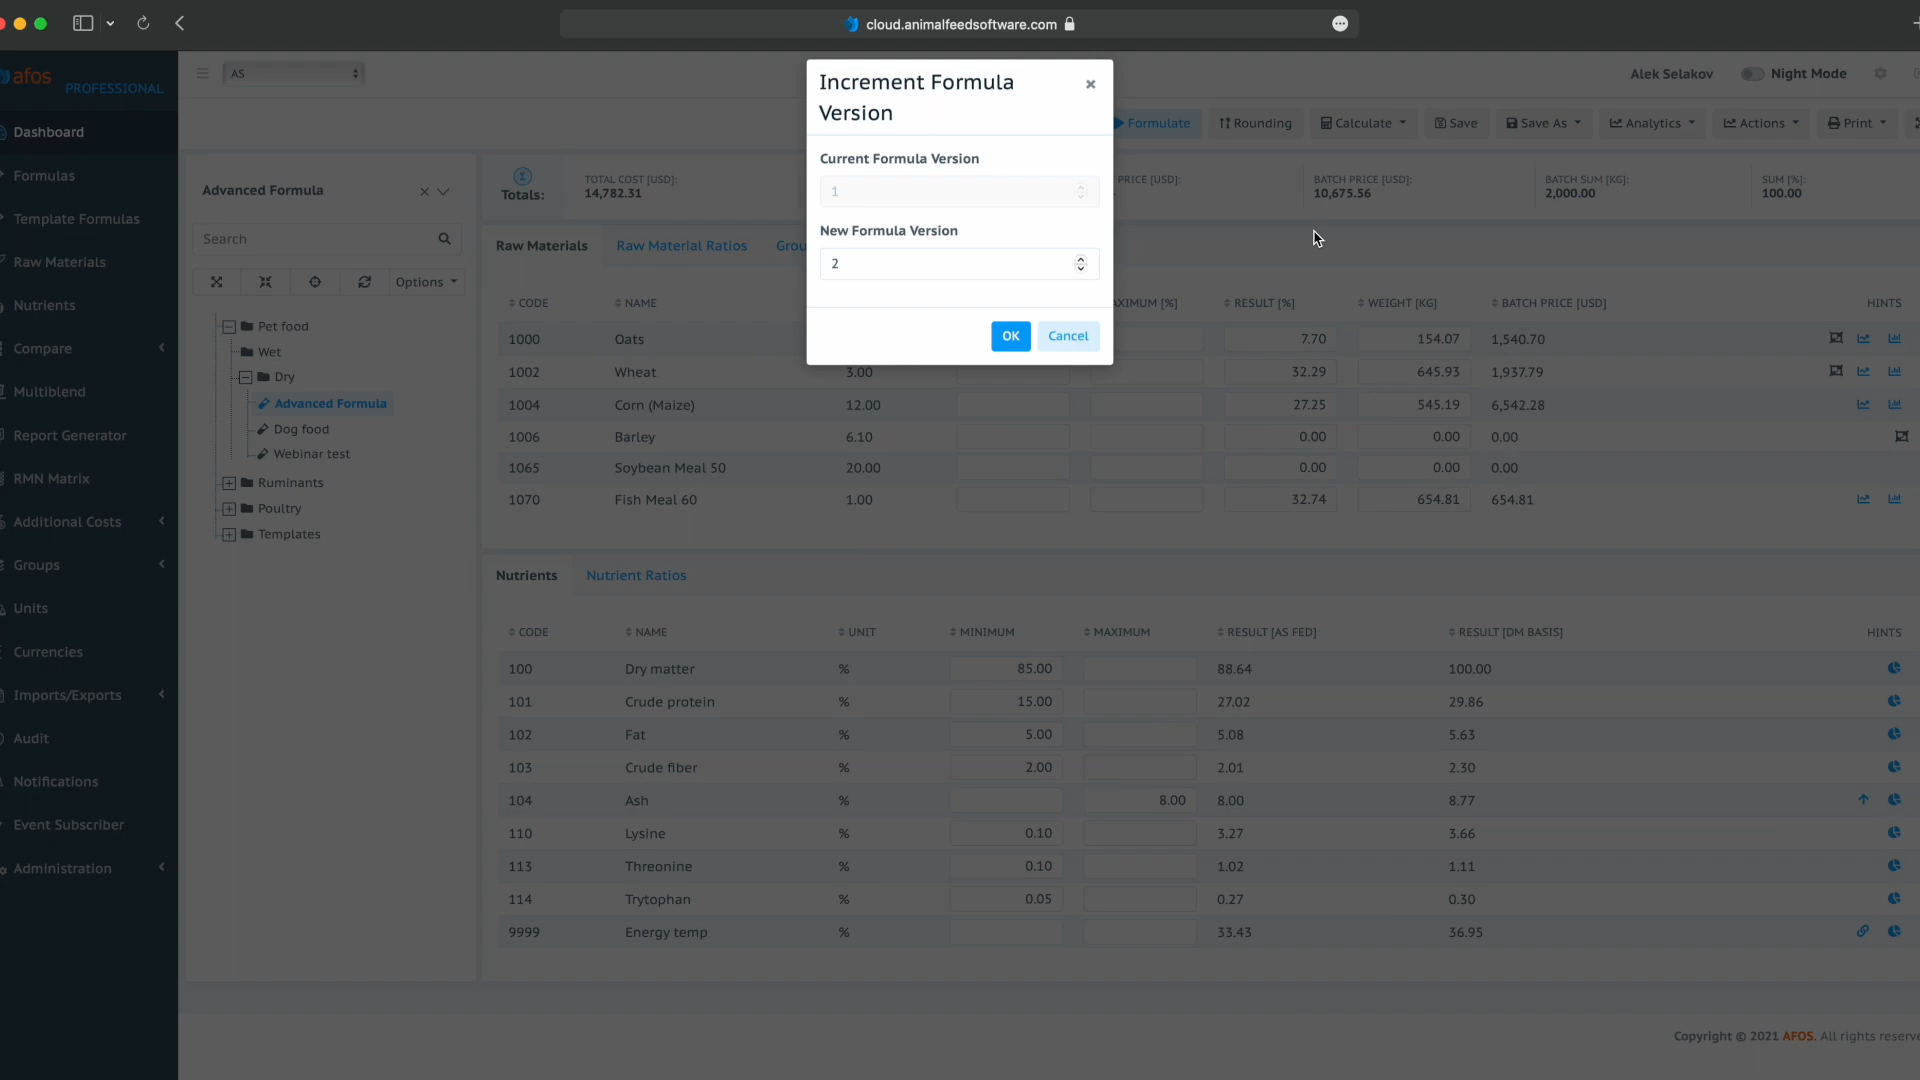 cloud.animalfeedsoftware.com
afos
PROFESSIONAL
AS
Alek Selakov
Night Mode
Dashboard
Formulas
Template Formulas
Raw Materials
Nutrients
Compare
Multiblend
Report Generator
RMN Matrix
Additional Costs
Groups
Units
Currencies
Imports/Exports
Audit
Notifications
Event Subscriber
Administration
Formulate
Rounding
Calculate
Save
Save As
Analytics
Actions
Print
Increment Formula
Version
Current Formula Version
1
New Formula Version
2
OK
Cancel
Advanced Formula
Search
Options
Pet food
Wet
Dry
Advanced Formula
Dog food
Webinar test
Ruminants
Poultry
Templates
Totals:
TOTAL COST [USD]:
14,782.31
PRICE [USD]:
BATCH PRICE [USD]:
10,675.56
BATCH SUM [KG]:
2,000.00
SUM [%]:
100.00
Raw Materials Raw Material Ratios
CODE NAME RESULT [%] WEIGHT [KG] BATCH PRICE [USD] HINTS
1000 Oats 7.70 154.07 1,540.70
1002 Wheat 3.00 32.29 645.93 1,937.79
1004 Corn (Maize) 12.00 27.25 545.19 6,542.28
1006 Barley 6.10 0.00 0.00 0.00
1065 Soybean Meal 50 20.00 0.00 0.00 0.00
1070 Fish Meal 60 1.00 32.74 654.81 654.81
Nutrients Nutrient Ratios
CODE NAME UNIT MINIMUM MAXIMUM RESULT [AS FED] RESULT [DM BASIS] HINTS
100 Dry matter % 85.00 88.64 100.00
101 Crude protein % 15.00 27.02 29.86
102 Fat % 5.00 5.08 5.63
103 Crude fiber % 2.00 2.01 2.30
104 Ash % 8.00 8.00 8.77
110 Lysine % 0.10 3.27 3.66
113 Threonine % 0.10 1.02 1.11
114 Trytophan % 0.05 0.27 0.30
9999 Energy temp % 33.43 36.95
Copyright © 2021 AFOS. All rights